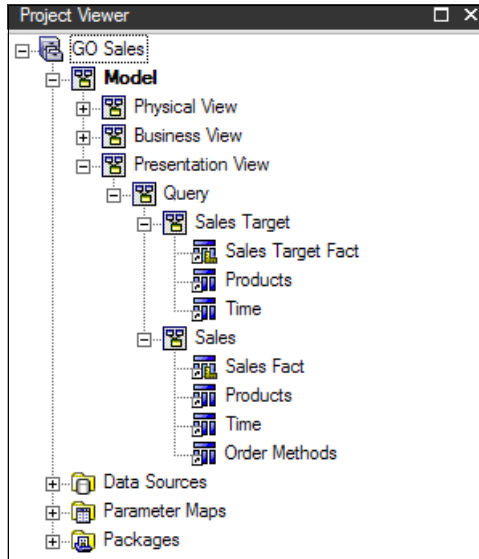 Project Viewer
GO Sales
Model
Physical View
Business View
Presentation View
Query
Sales Target
Sales Target Fact
Products
Time
Sales
Sales Fact
Products
Time
Order Methods
Data Sources
Parameter Maps
Packages